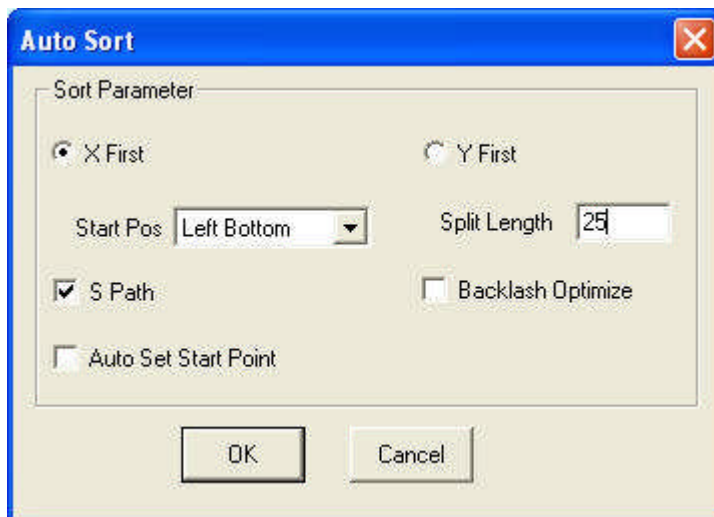 Auto Sort
Sort Parameter
X First
Y First
Start Pos
Left Bottom
Split Length
25
S Path
Backlash Optimize
Auto Set Start Point
OK
Cancel